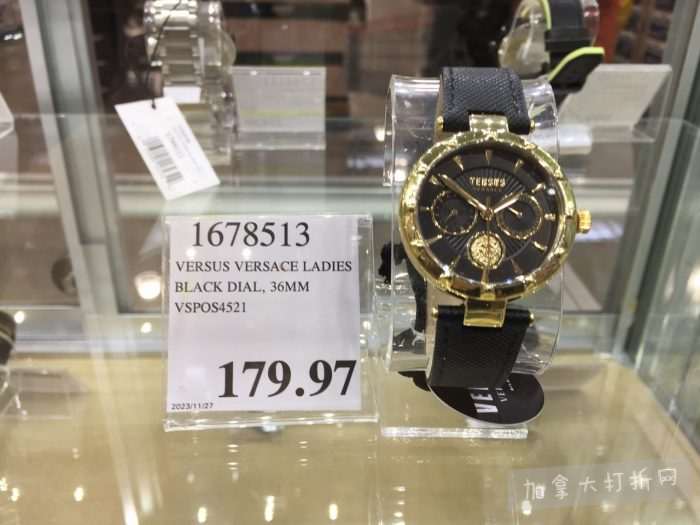 1678513
VERSUS VERSACE LADIES
BLACK DIAL, 36MM
VSPOS4521
179.97
2023/11/27
VERSUS
VERSACE
加拿大打折网